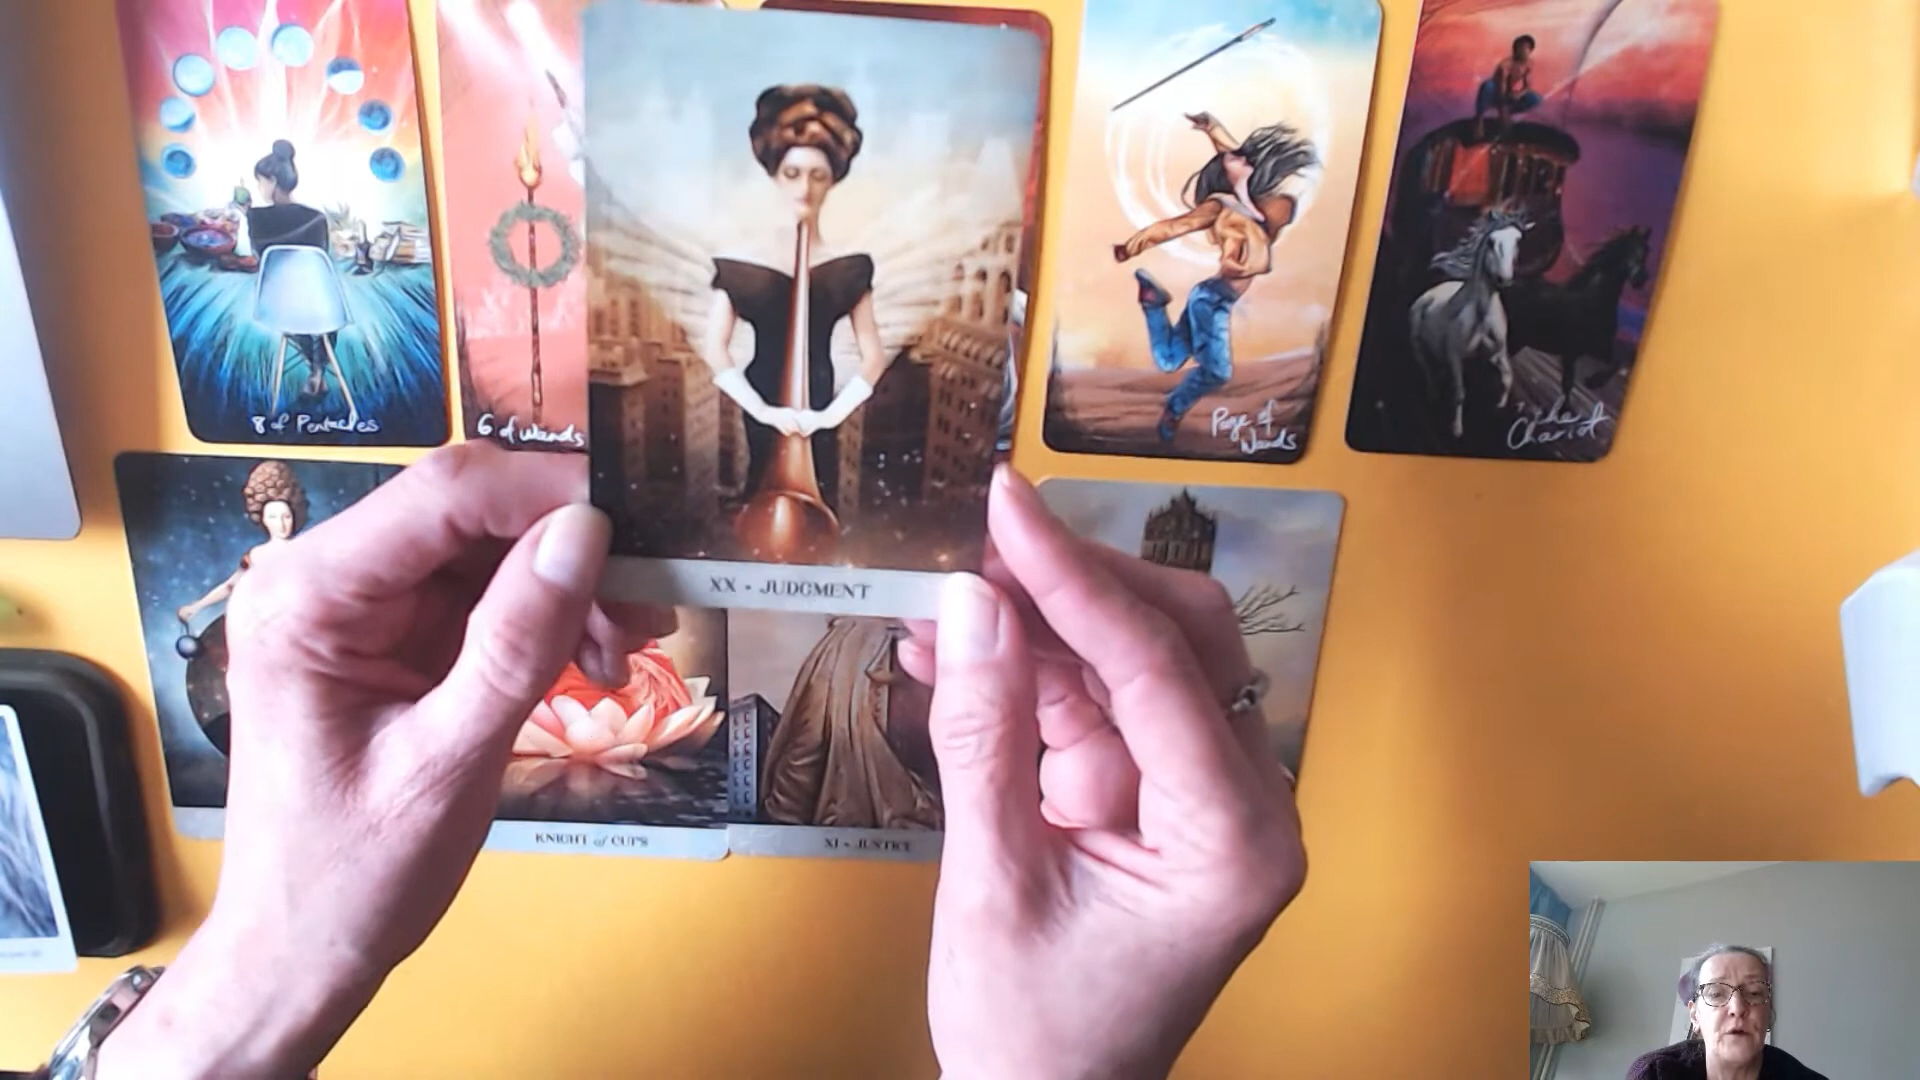 8 of Pentacles
6 of Wands
Page of
Wands
The
Chariot
XX • JUDGMENT
KNIGHT of CUPS
XI • JUSTICE